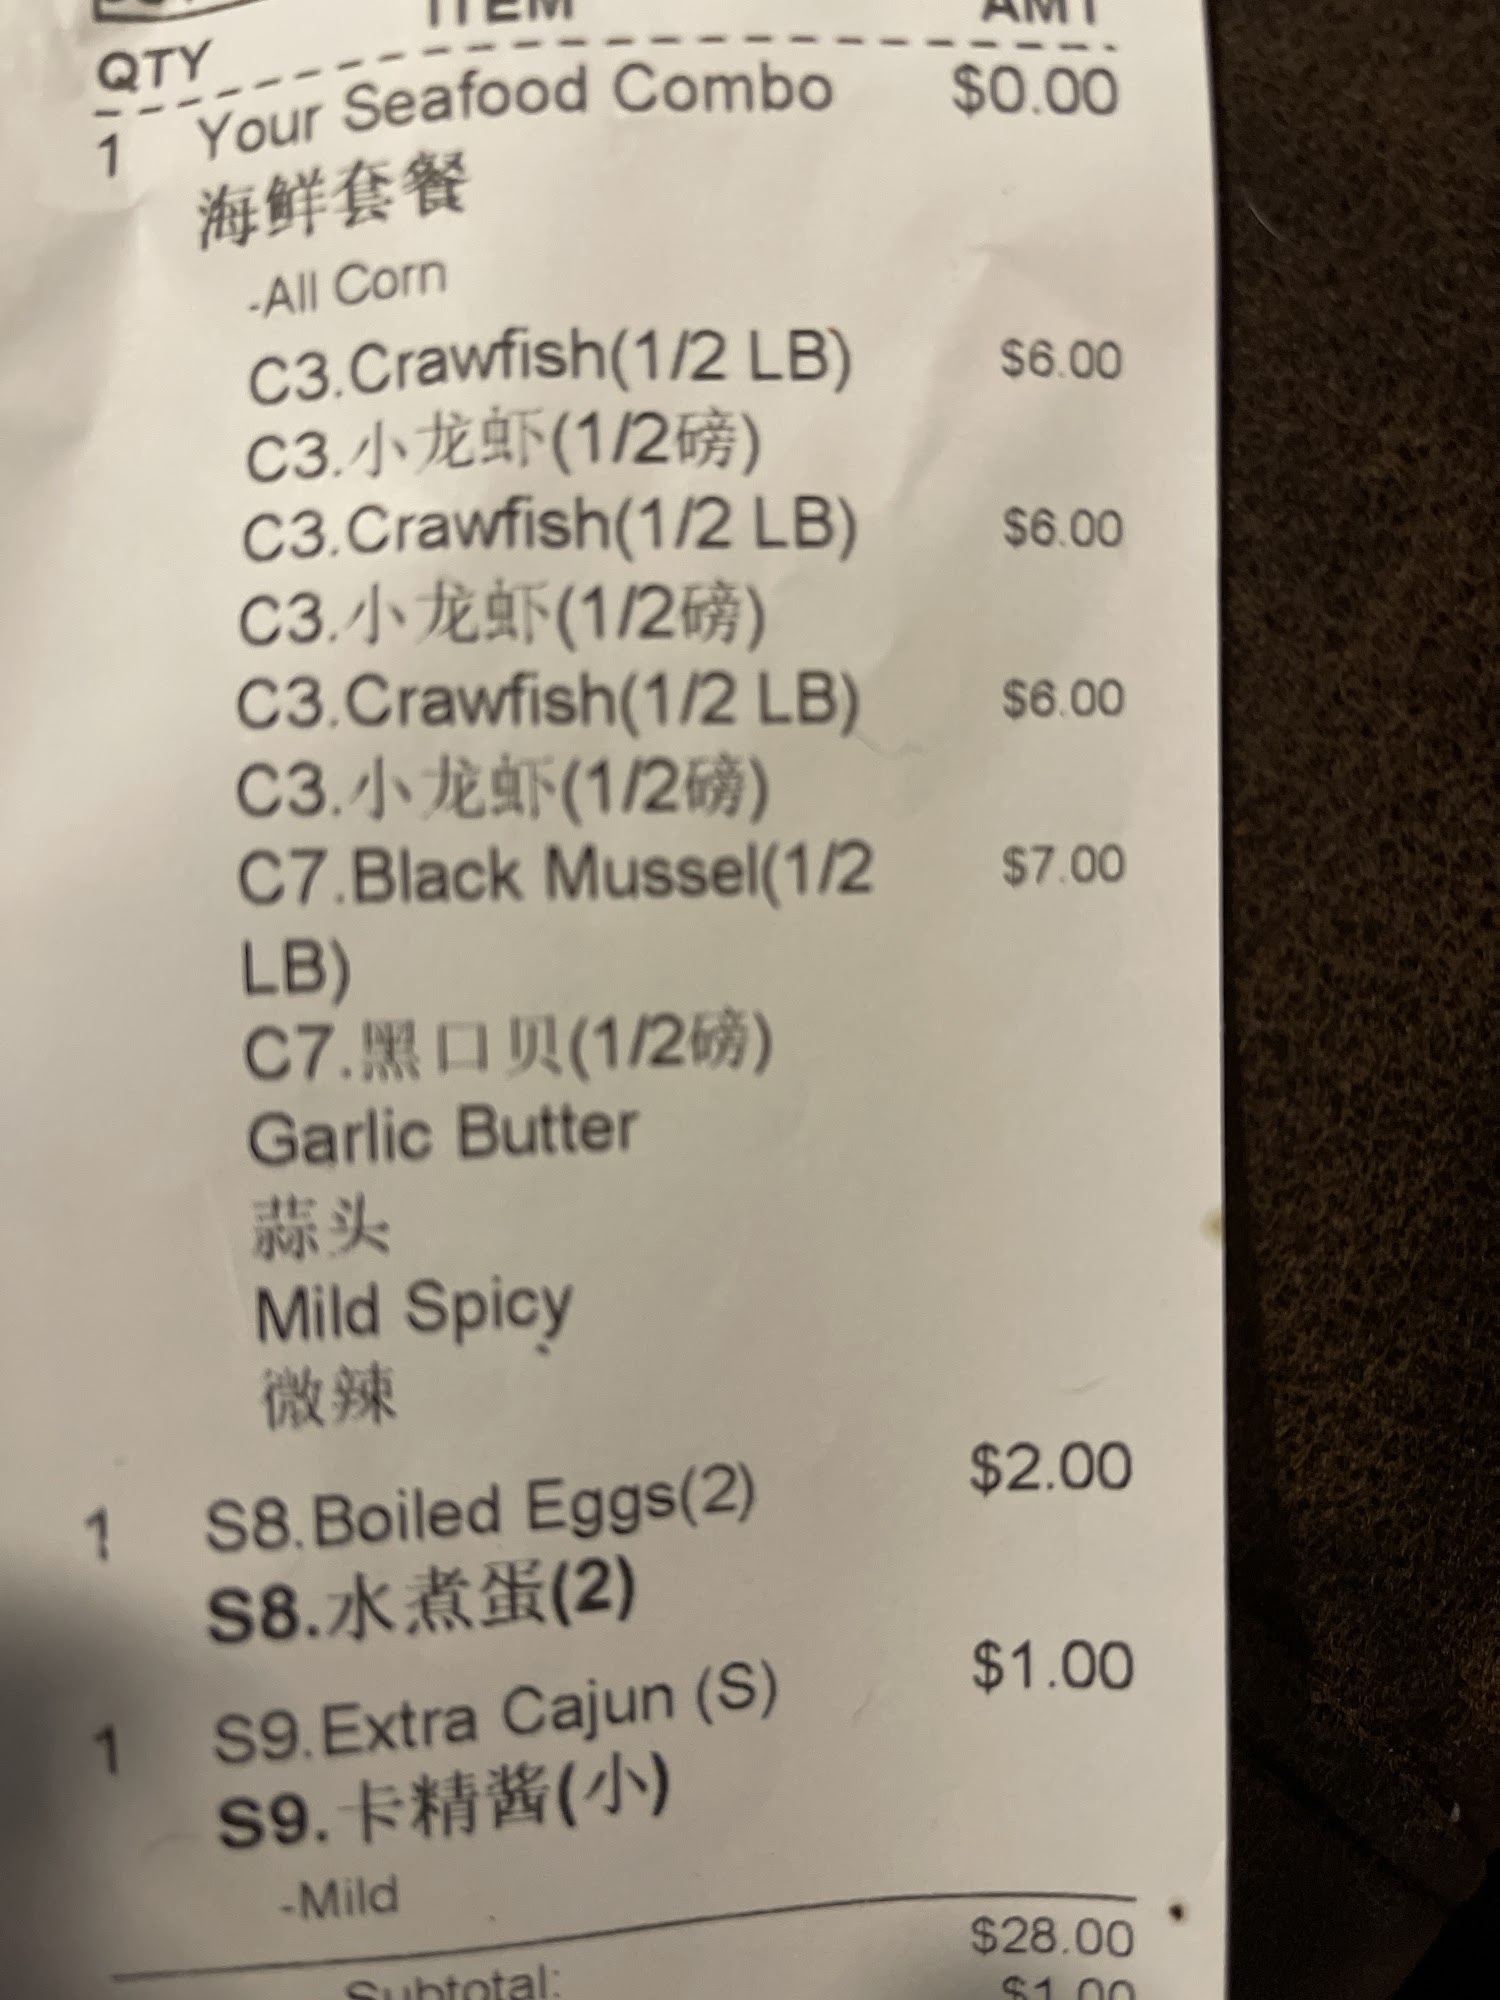 ITEM AMT
QTY
1 Your Seafood Combo $0.00
海鲜套餐
-All Corn
C3.Crawfish(1/2 LB) $6.00
C3.小龙虾(1/2磅)
C3.Crawfish(1/2 LB) $6.00
C3.小龙虾(1/2磅)
C3.Crawfish(1/2 LB) $6.00
C3.小龙虾(1/2磅)
C7.Black Mussel(1/2 $7.00
LB)
C7.黑口贝(1/2磅)
Garlic Butter
蒜头
Mild Spicy
微辣
1 S8.Boiled Eggs(2) $2.00
S8.水煮蛋(2)
1 S9.Extra Cajun (S) $1.00
S9.卡精酱(小)
-Mild
Subtotal: $28.00
$1.00